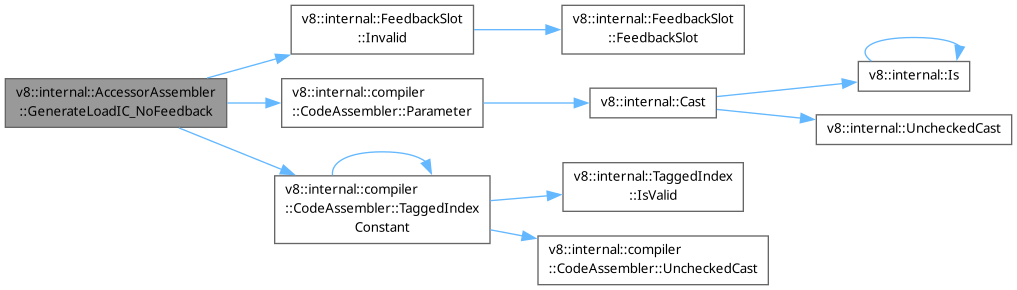 v8::internal::AccessorAssembler
::GenerateLoadIC_NoFeedback
v8::internal::FeedbackSlot
::Invalid
v8::internal::FeedbackSlot
::FeedbackSlot
v8::internal::compiler
::CodeAssembler::Parameter
v8::internal::Cast
v8::internal::Is
v8::internal::UncheckedCast
v8::internal::compiler
::CodeAssembler::TaggedIndex
Constant
v8::internal::TaggedIndex
::IsValid
v8::internal::compiler
::CodeAssembler::UncheckedCast